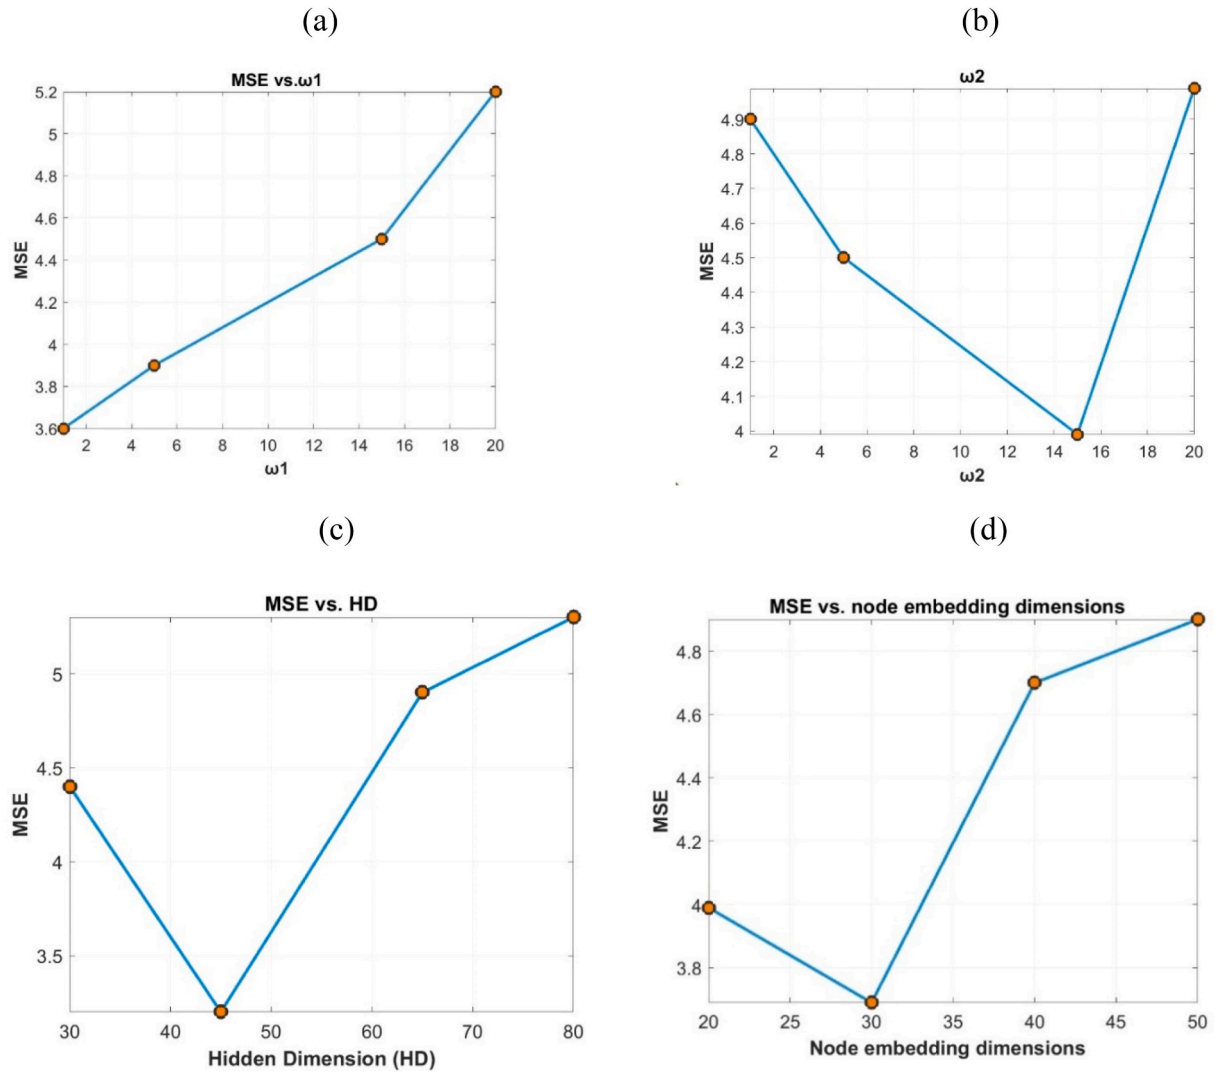 (a)
(b)
MSE vs.ω1
5.2
5
4.8
4.6
4.4
4.2
4
3.8
3.6
MSE
2 4 6 8 10 12 14 16 18 20
ω1
ω2
4.9
4.8
4.7
4.6
4.5
4.4
4.3
4.2
4.1
4
MSE
2 4 6 8 10 12 14 16 18 20
ω2
(c)
(d)
MSE vs. HD
5
4.5
4
3.5
MSE
30 40 50 60 70 80
Hidden Dimension (HD)
MSE vs. node embedding dimensions
4.8
4.6
4.4
4.2
4
3.8
MSE
20 25 30 35 40 45 50
Node embedding dimensions